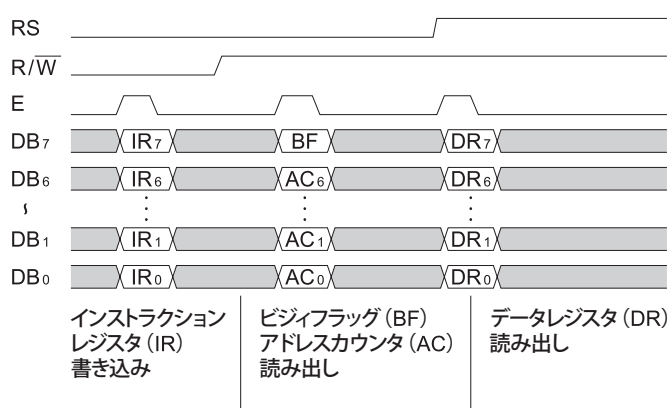 RS
R/W
E
DB7 IR7 BF DR7
DB6 IR6 AC6 DR6
~ ⋮ ⋮ ⋮
DB1 IR1 AC1 DR1
DB0 IR0 AC0 DR0
インストラクション
レジスタ(IR)
書き込み
ビジィフラッグ(BF)
アドレスカウンタ(AC)
読み出し
データレジスタ(DR)
読み出し